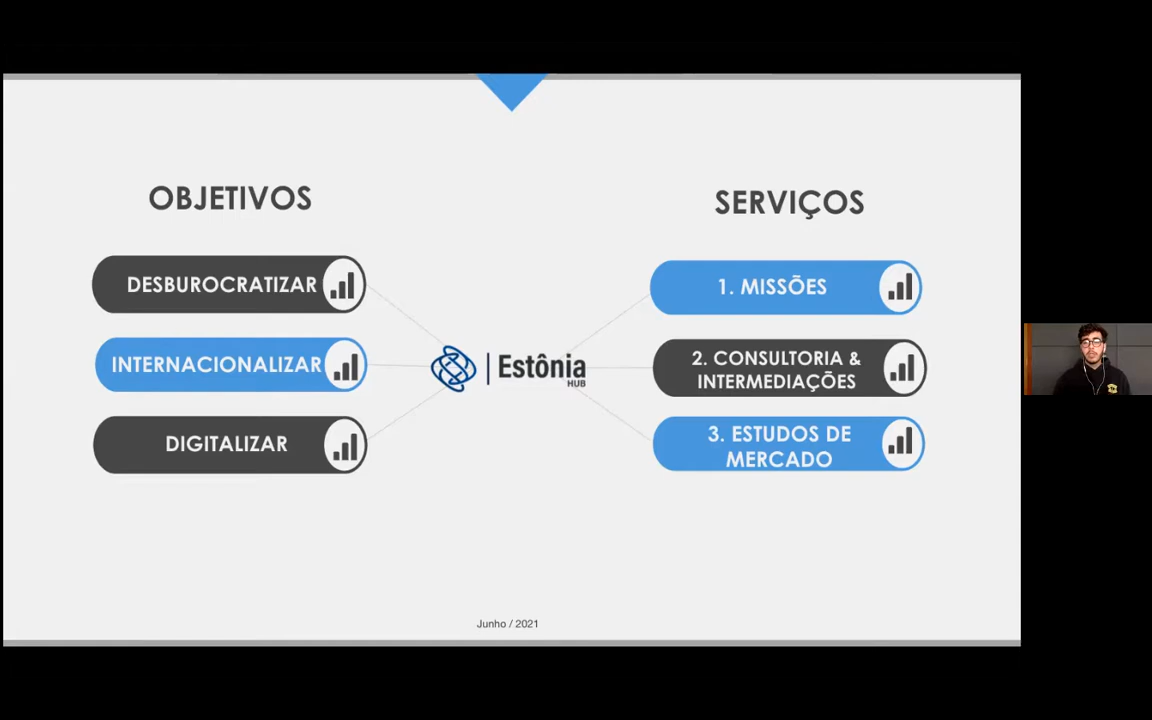 OBJETIVOS
DESBUROCRATIZAR
INTERNACIONALIZAR
DIGITALIZAR
Estônia
HUB
SERVIÇOS
1. MISSÕES
2. CONSULTORIA &
INTERMEDIAÇÕES
3. ESTUDOS DE
MERCADO
Junho / 2021